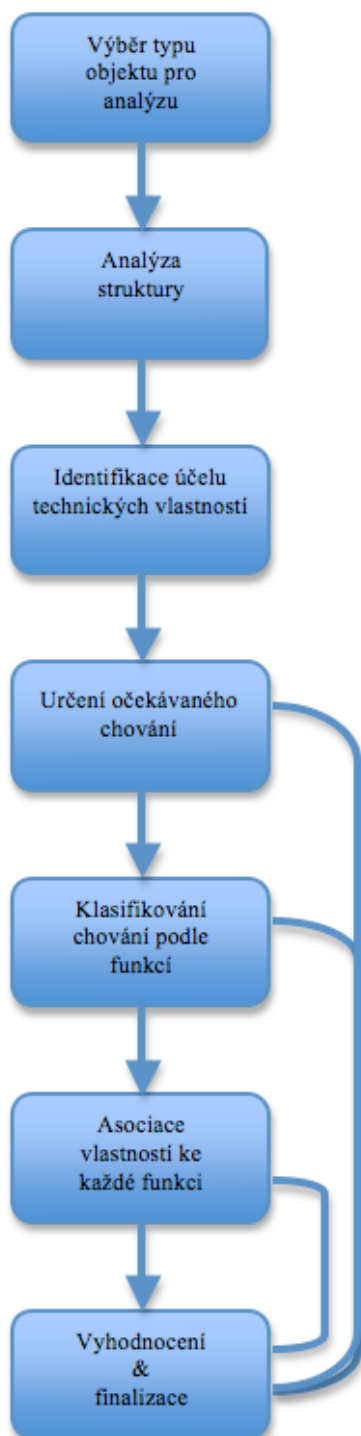 Výběr typu
objektu pro
analýzu
Analýza
struktury
Identifikace účelu
technických vlastností
Určení očekávaného
chování
Klasifikování
chování podle
funkcí
Asociace
vlastností ke
každé funkci
Vyhodnocení
&
finalizace